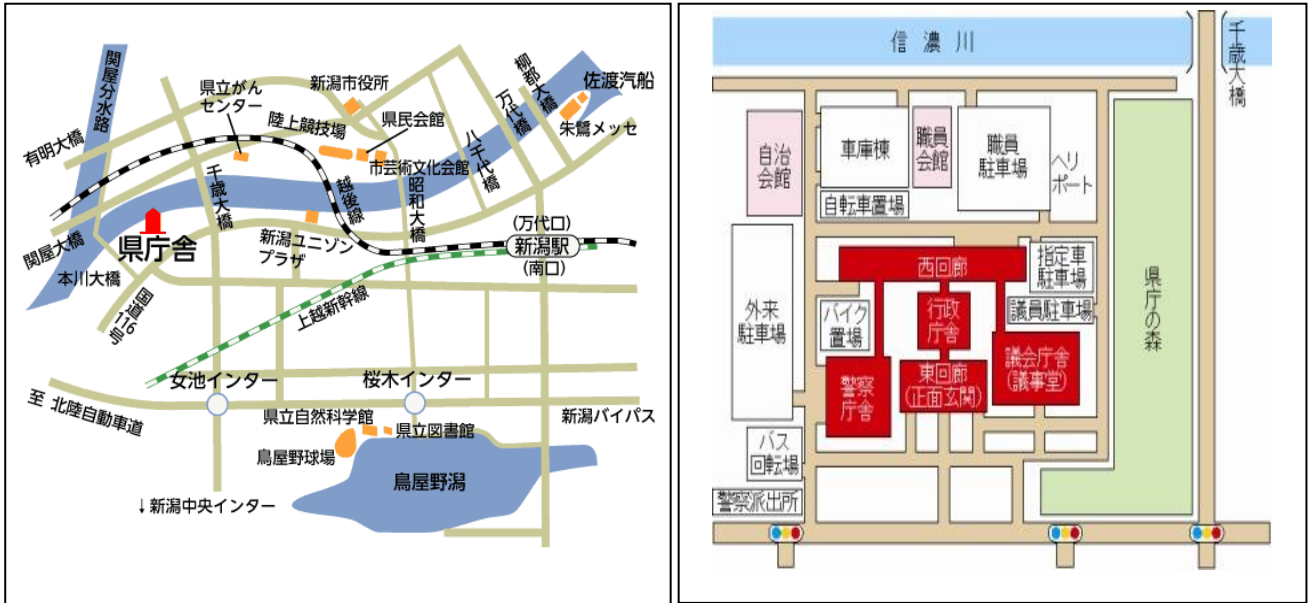 関屋分水路
有明大橋
県立がん
センター
新潟市役所
陸上競技場
県民会館
市芸術文化会館
千歳大橋
越後線
昭和大橋
八千代橋
万代橋
柳都大橋
佐渡汽船
朱鷺メッセ
関屋大橋
県庁舎
本川大橋
国道116号
新潟ユニゾン
プラザ
(万代口)
新潟駅
(南口)
上越新幹線
女池インター
桜木インター
至 北陸自動車道
新潟バイパス
県立自然科学館
県立図書館
鳥屋野球場
鳥屋野潟
↓新潟中央インター
信濃川
千歳大橋
自治
会館
車庫棟
職員
会館
職員
駐車場
ヘリ
ポート
自転車置場
西回廊
指定車
駐車場
議員駐車場
外来
駐車場
バイク
置場
行政
庁舎
警察
庁舎
東回廊
(正面玄関)
議会庁舎
(議事堂)
県庁の森
バス
回転場
警察派出所